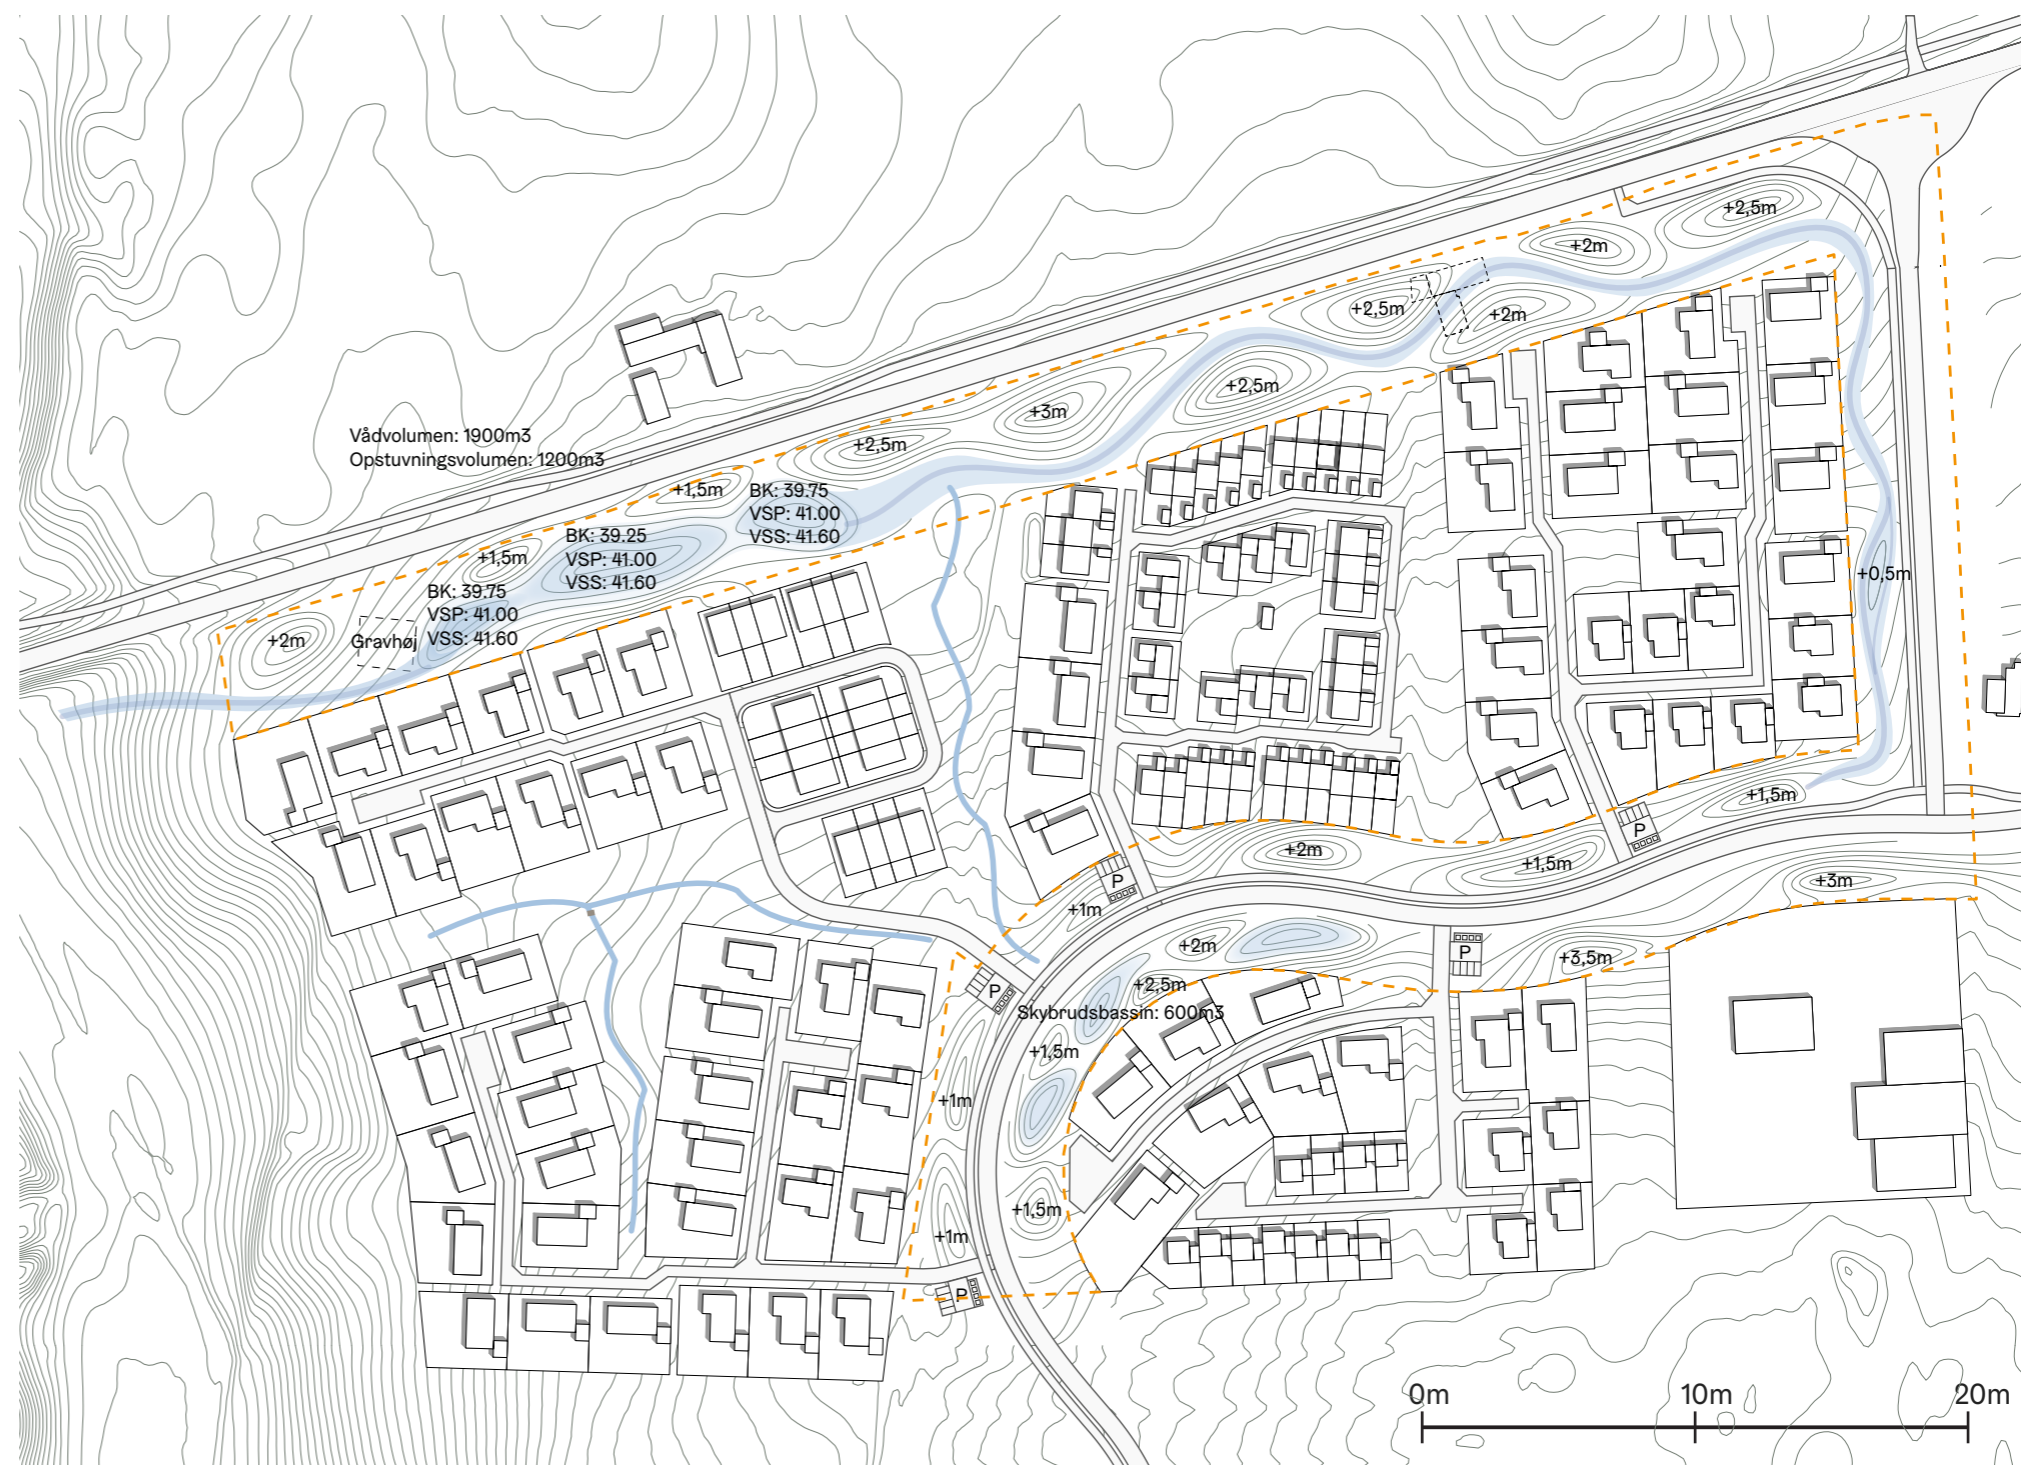 +2,5m
+2m
+2,5m
+2m
+2,5m
+3m
Vådvolumen: 1900m3
Opstuvningsvolumen: 1200m3
+2,5m
+1,5m
BK: 39.75
VSP: 41.00
VSS: 41.60
+1,5m
BK: 39.25
VSP: 41.00
VSS: 41.60
BK: 39.75
VSP: 41.00
VSS: 41.60
+2m
Gravhøj
+0,5m
+1,5m
P
+2m
+1,5m
P
+3m
+1m
+2m
P
+3,5m
P
+2,5m
Skybrudsbassin: 600m3
+1,5m
+1m
+1,5m
+1m
P
0m 10m 20m